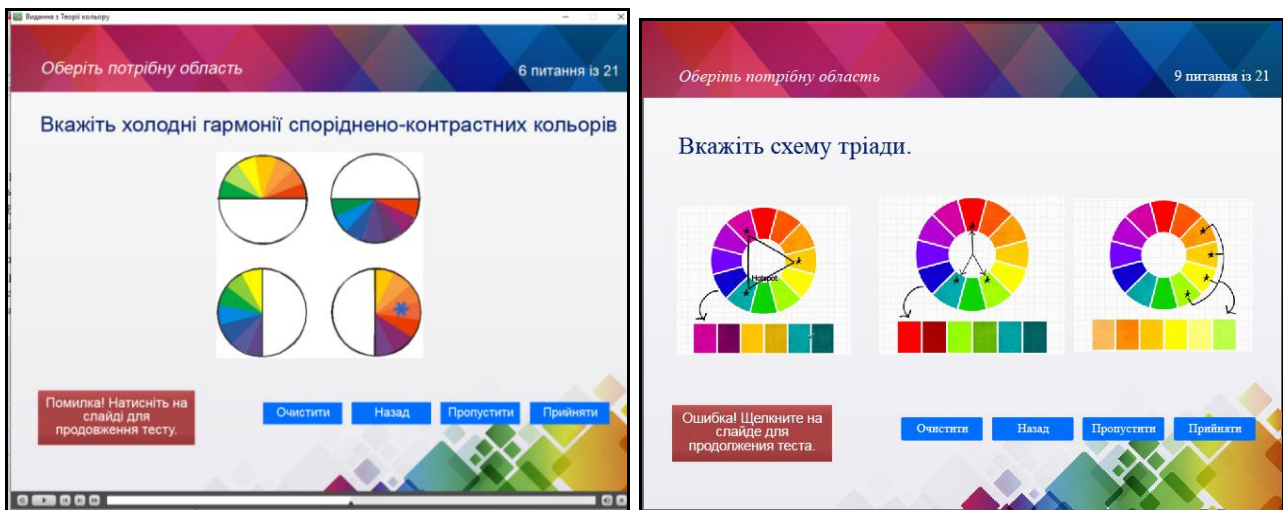 Видання з Теорії кольору
Оберіть потрібну область
6 питання із 21
Вкажіть холодні гармонії споріднено-контрастних кольорів
Помилка! Натисніть на
слайді для
продовження тесту.
Очистити
Назад
Пропустити
Прийняти
Оберіть потрібну область
9 питання із 21
Вкажіть схему тріади.
Hotspot
Ошибка! Щелкните на
слайде для
продолжения теста.
Очистити
Назад
Пропустити
Прийняти